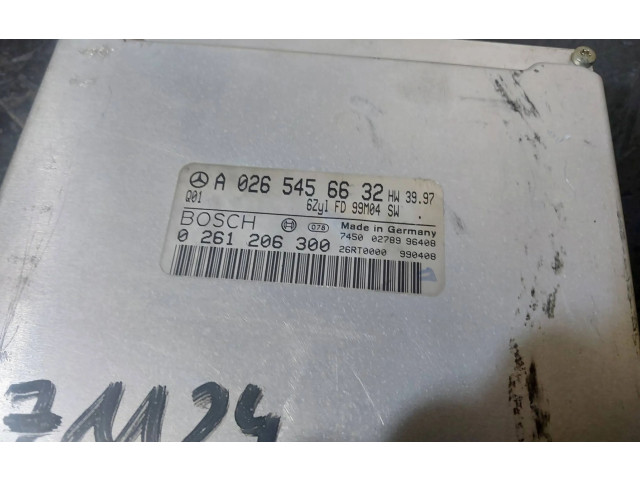 A 026 545 66 32 HW 39.97
Q01 6Zyl FD 99M04 SW .
BOSCH 078 Made in Germany
7450 02789 96408
0 261 206 300 26RT0000 990408
7M24